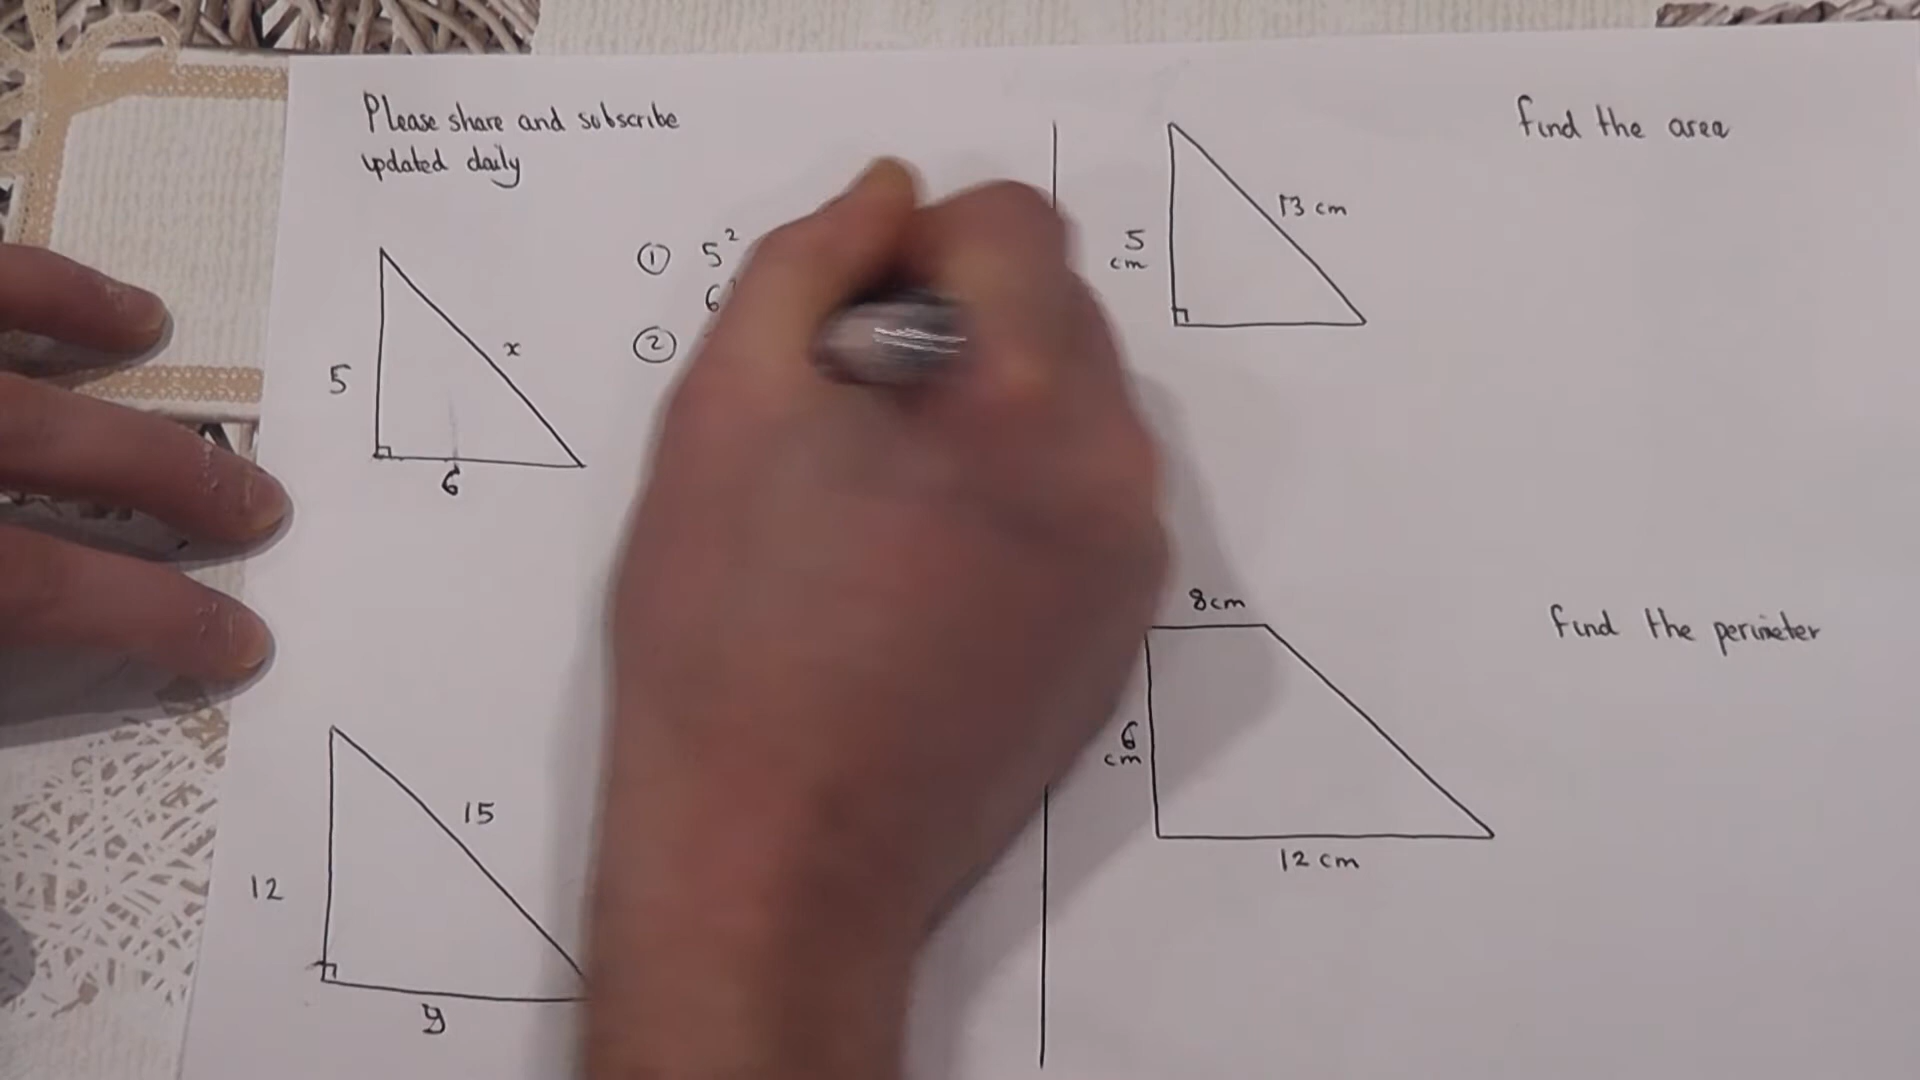 Please share and subscribe
updated daily
① 5²
6²
②
5
x
6
15
12
y
find the area
13 cm
5
cm
find the perimeter
8cm
6
cm
12 cm